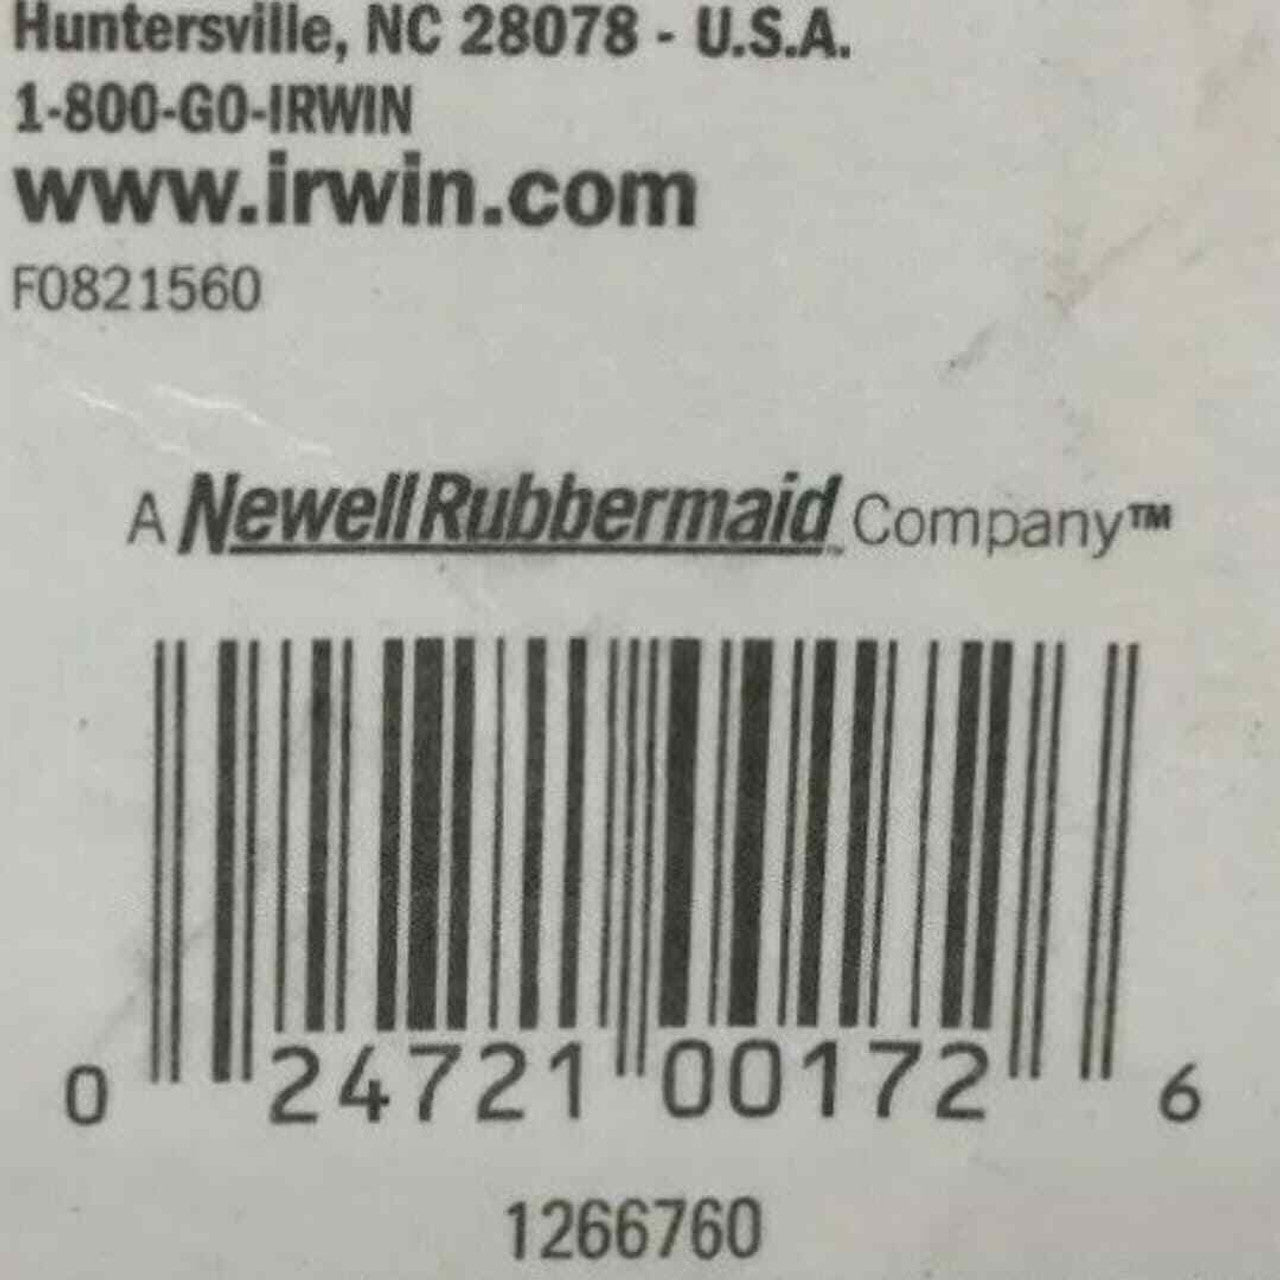 Huntersville, NC 28078 - U.S.A.
1-800-GO-IRWIN
www.irwin.com
F0821560
A NewellRubbermaid Company™
0 24721 00172 6
1266760